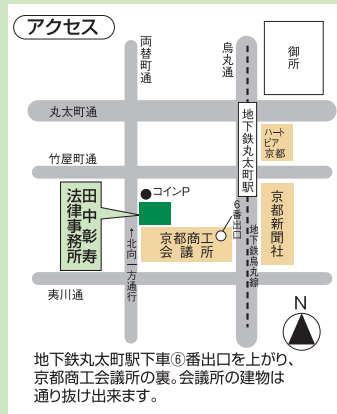 アクセス
両替町通
烏丸通
御所
丸太町通
地下鉄丸太町駅
ハートピア
京都
竹屋町通
コインP
田中彰寿
法律事務所
6番出口
京都新聞社
京都商工
会議所
←北向一方通行
地下鉄烏丸線
夷川通
N
地下鉄丸太町駅下車⑥番出口を上がり、
京都商工会議所の裏。会議所の建物は
通り抜け出来ます。